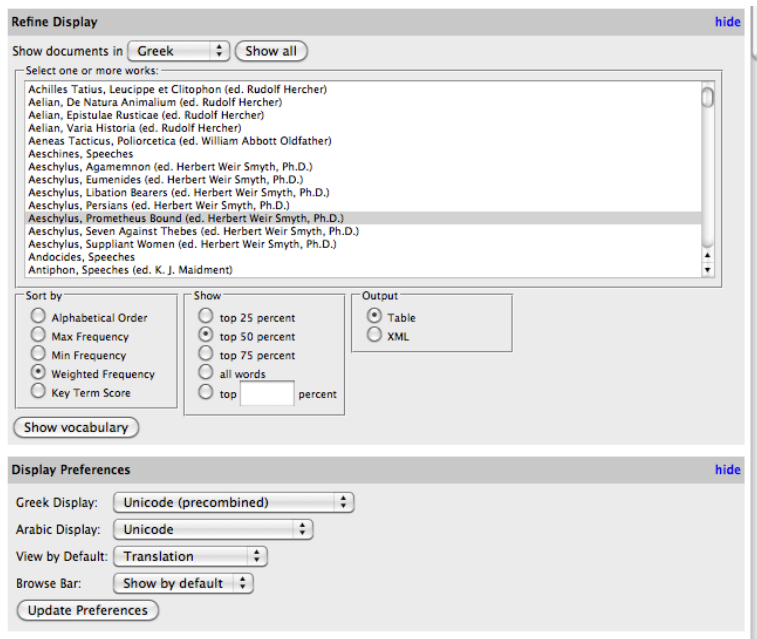 Refine Display hide
Show documents in Greek Show all
Select one or more works:
Achilles Tatius, Leucippe et Clitophon (ed. Rudolf Hercher)
Aelian, De Natura Animalium (ed. Rudolf Hercher)
Aelian, Epistulae Rusticae (ed. Rudolf Hercher)
Aelian, Varia Historia (ed. Rudolf Hercher)
Aeneas Tacticus, Poliorcetica (ed. William Abbott Oldfather)
Aeschines, Speeches
Aeschylus, Agamemnon (ed. Herbert Weir Smyth, Ph.D.)
Aeschylus, Eumenides (ed. Herbert Weir Smyth, Ph.D.)
Aeschylus, Libation Bearers (ed. Herbert Weir Smyth, Ph.D.)
Aeschylus, Persians (ed. Herbert Weir Smyth, Ph.D.)
Aeschylus, Prometheus Bound (ed. Herbert Weir Smyth, Ph.D.)
Aeschylus, Seven Against Thebes (ed. Herbert Weir Smyth, Ph.D.)
Aeschylus, Suppliant Women (ed. Herbert Weir Smyth, Ph.D.)
Andocides, Speeches
Antiphon, Speeches (ed. K. J. Maidment)
Sort by
Alphabetical Order
Max Frequency
Min Frequency
Weighted Frequency
Key Term Score
Show
top 25 percent
top 50 percent
top 75 percent
all words
top percent
Output
Table
XML
Show vocabulary
Display Preferences hide
Greek Display: Unicode (precombined)
Arabic Display: Unicode
View by Default: Translation
Browse Bar: Show by default
Update Preferences